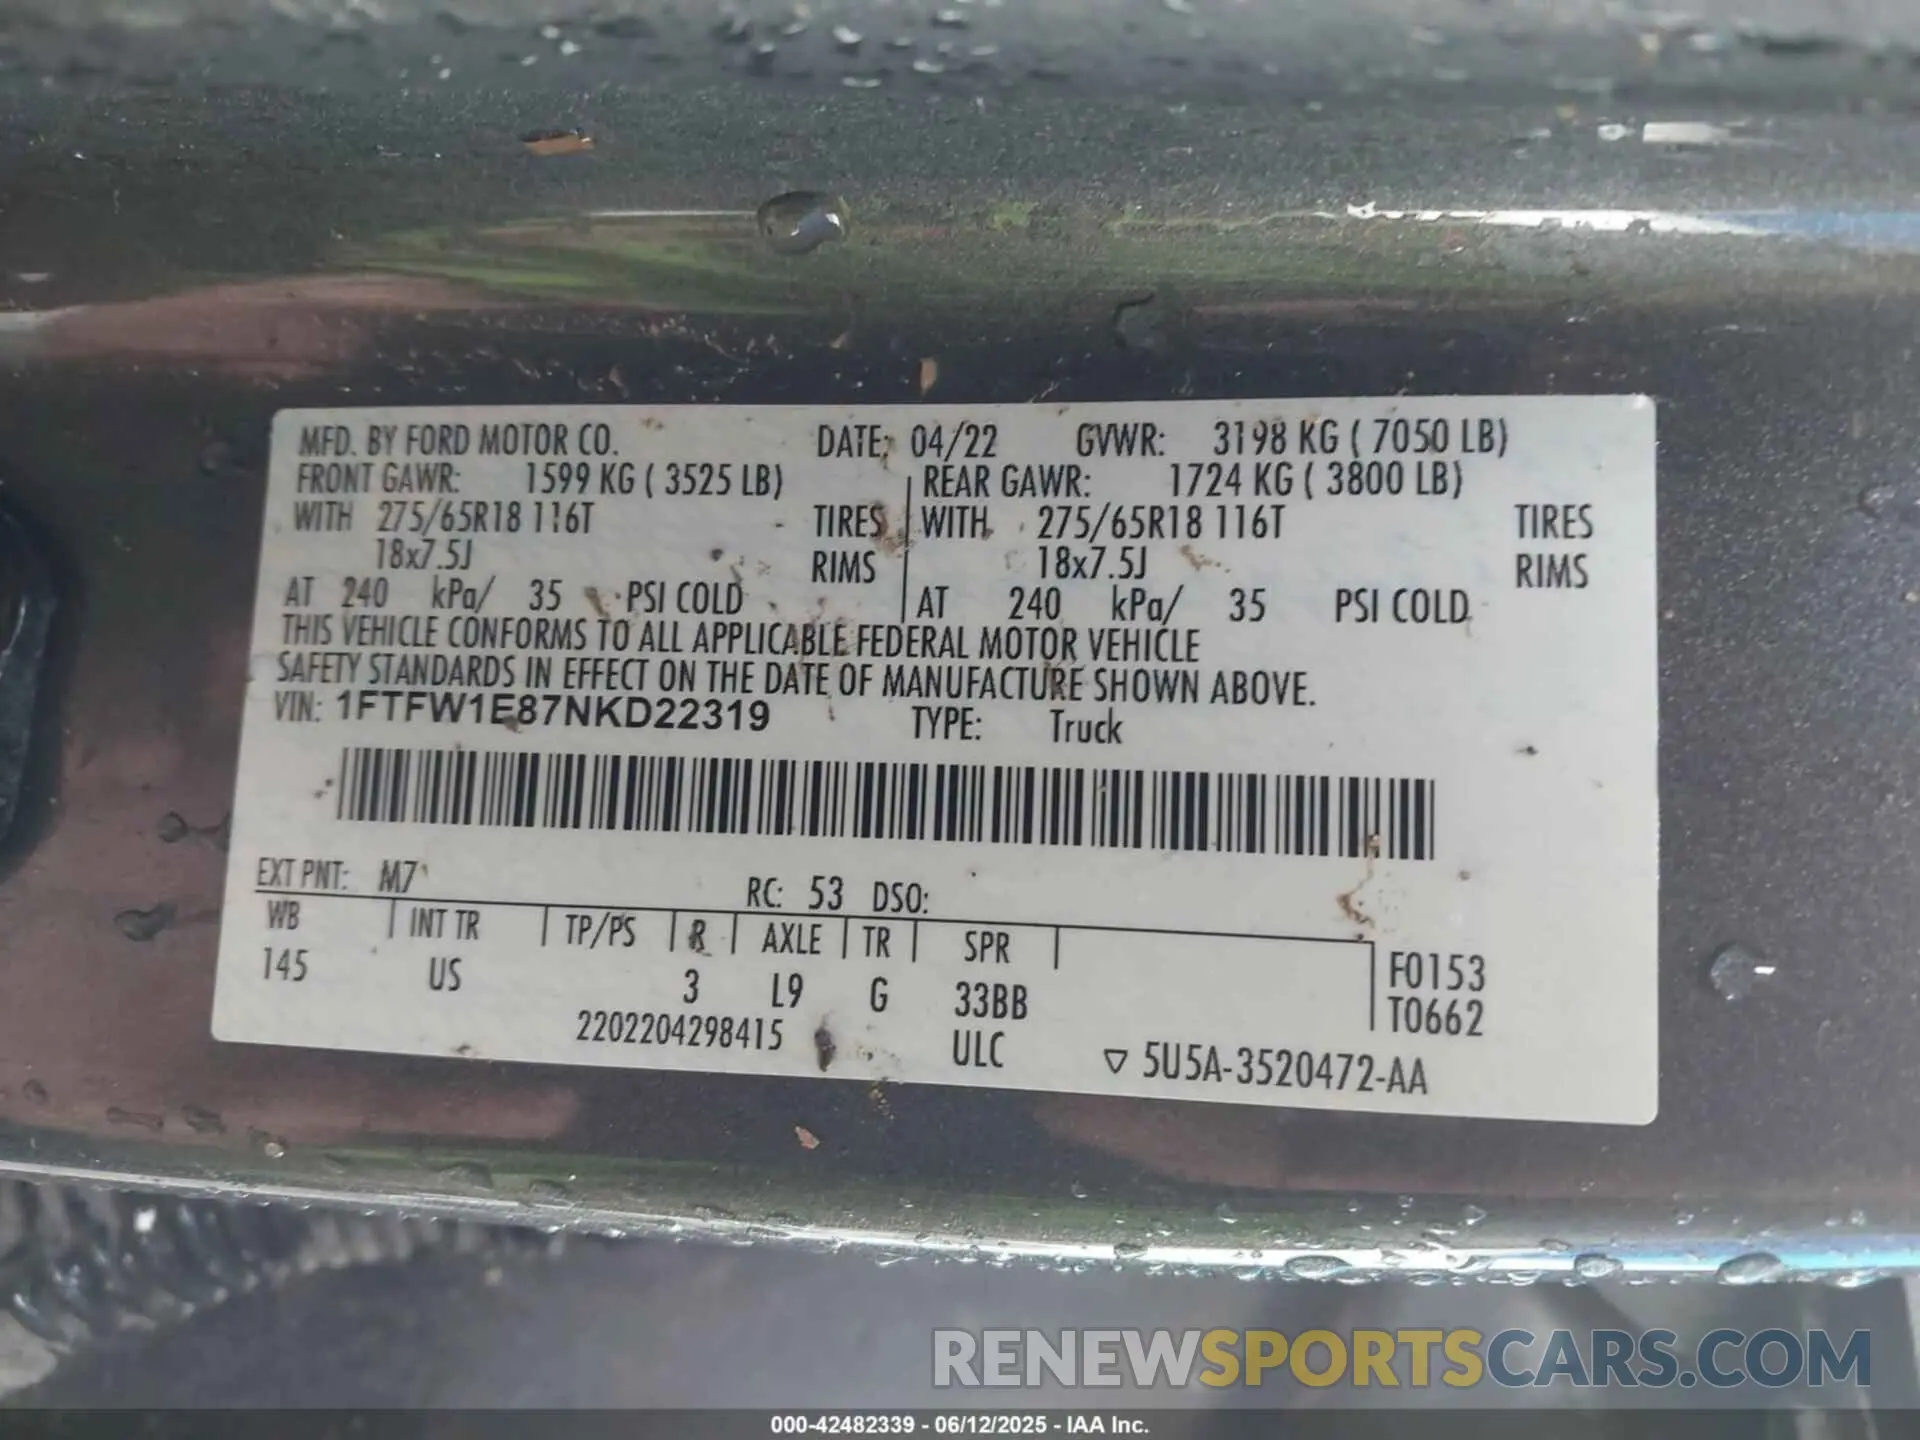 MFD. BY FORD MOTOR CO. DATE: 04/22 GVWR: 3198 KG ( 7050 LB)
FRONT GAWR: 1599 KG ( 3525 LB) REAR GAWR: 1724 KG ( 3800 LB)
WITH 275/65R18 116T TIRES WITH 275/65R18 116T TIRES
18x7.5J RIMS 18x7.5J RIMS
AT 240 kPa/ 35 PSI COLD AT 240 kPa/ 35 PSI COLD
THIS VEHICLE CONFORMS TO ALL APPLICABLE FEDERAL MOTOR VEHICLE
SAFETY STANDARDS IN EFFECT ON THE DATE OF MANUFACTURE SHOWN ABOVE.
VIN: 1FTFW1E87NKD22319 TYPE: Truck
EXT PNT: M7 RC: 53 DSO:
WB INT TR TP/PS R AXLE TR SPR
145 US 3 L9 G 33BB F0153
T0662
2202204298415 ULC ▽ 5U5A-3520472-AA
RENEWSPORTSCARS.COM
000-42482339 - 06/12/2025 - IAA Inc.